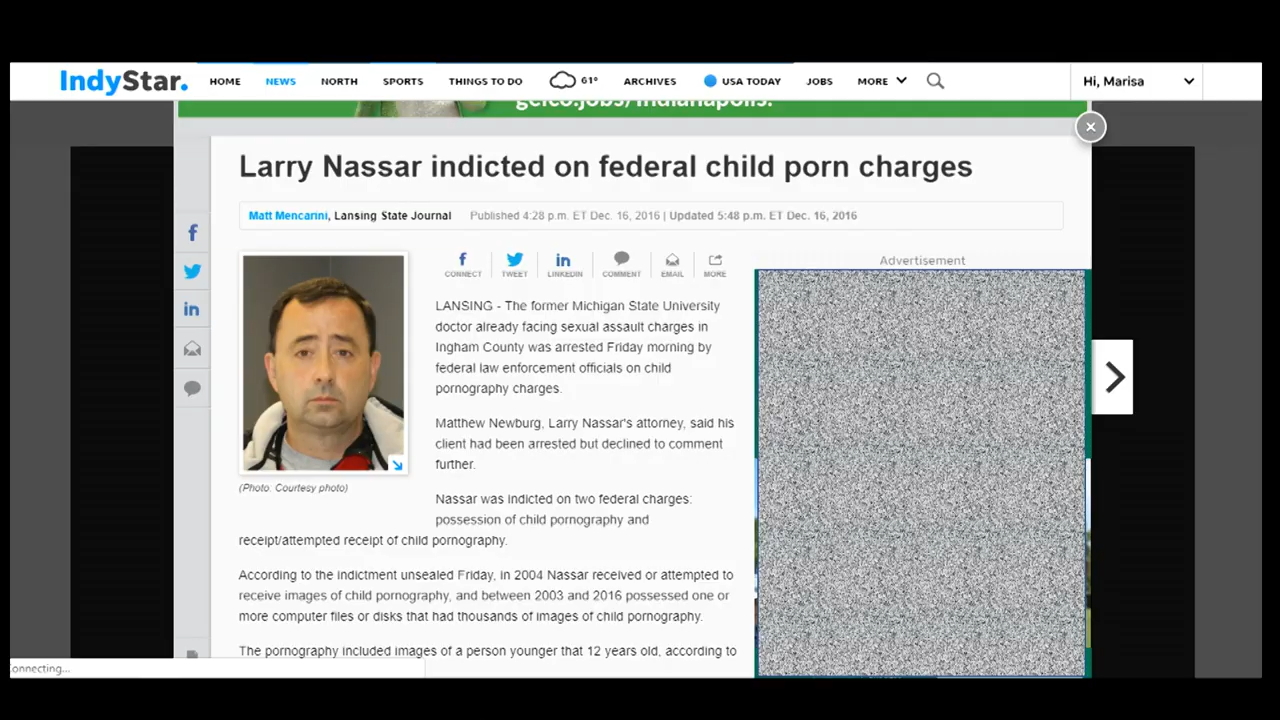 IndyStar. HOME NEWS NORTH SPORTS THINGS TO DO 61° ARCHIVES USA TODAY JOBS MORE Hi, Marisa
geico.jobs/Indianapolis.
Larry Nassar indicted on federal child porn charges
Matt Mencarini, Lansing State Journal Published 4:28 p.m. ET Dec. 16, 2016 | Updated 5:48 p.m. ET Dec. 16, 2016
CONNECT TWEET LINKEDIN COMMENT EMAIL MORE
Advertisement
LANSING - The former Michigan State University
doctor already facing sexual assault charges in
Ingham County was arrested Friday morning by
federal law enforcement officials on child
pornography charges.
Matthew Newburg, Larry Nassar's attorney, said his
client had been arrested but declined to comment
further.
(Photo: Courtesy photo)
Nassar was indicted on two federal charges:
possession of child pornography and
receipt/attempted receipt of child pornography.
According to the indictment unsealed Friday, in 2004 Nassar received or attempted to
receive images of child pornography, and between 2003 and 2016 possessed one or
more computer files or disks that had thousands of images of child pornography.
The pornography included images of a person younger that 12 years old, according to
onnecting...